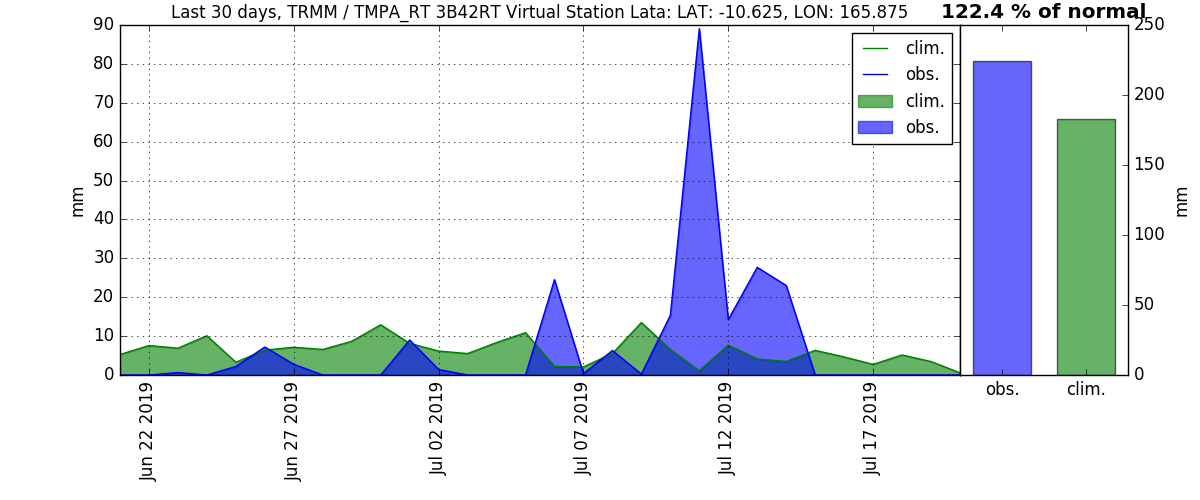 Last 30 days, TRMM / TMPA_RT 3B42RT Virtual Station Lata: LAT: -10.625, LON: 165.875
122.4 % of normal
90
80
70
60
50
40
30
20
10
0
mm
clim.
obs.
clim.
obs.
Jun 22 2019
Jun 27 2019
Jul 02 2019
Jul 07 2019
Jul 12 2019
Jul 17 2019
250
200
150
100
50
0
mm
obs.
clim.